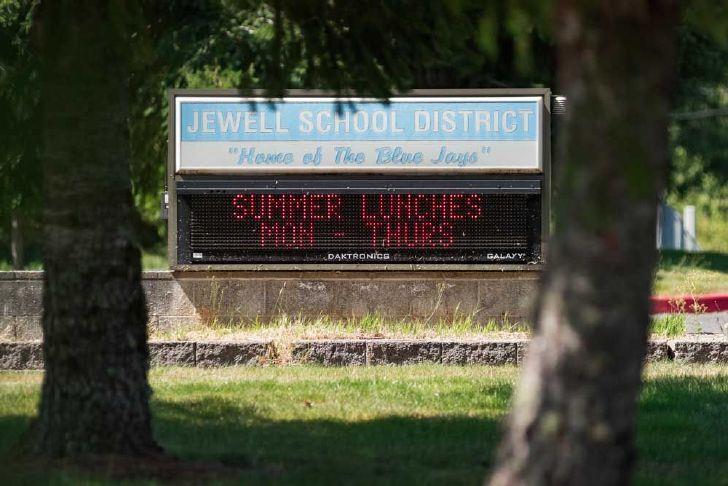 JEWELL SCHOOL DISTRICT
"Home of The Blue Jays"
SUMMER LUNCHES
MON - THURS
DAKTRONICS GALAXY